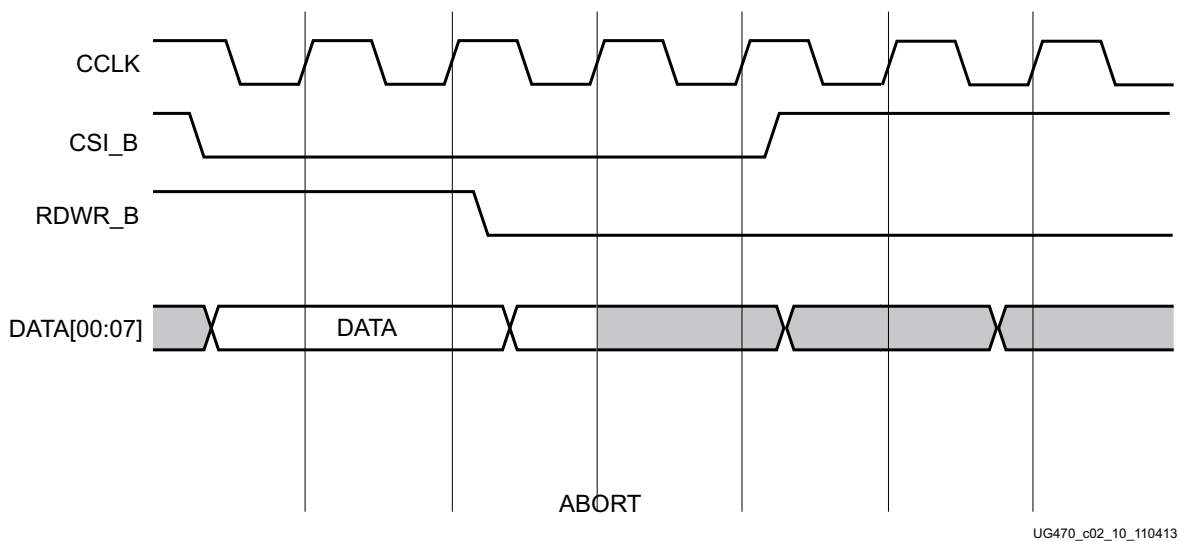 CCLK
CSI_B
RDWR_B
DATA[00:07]
DATA
ABORT
UG470_c02_10_110413